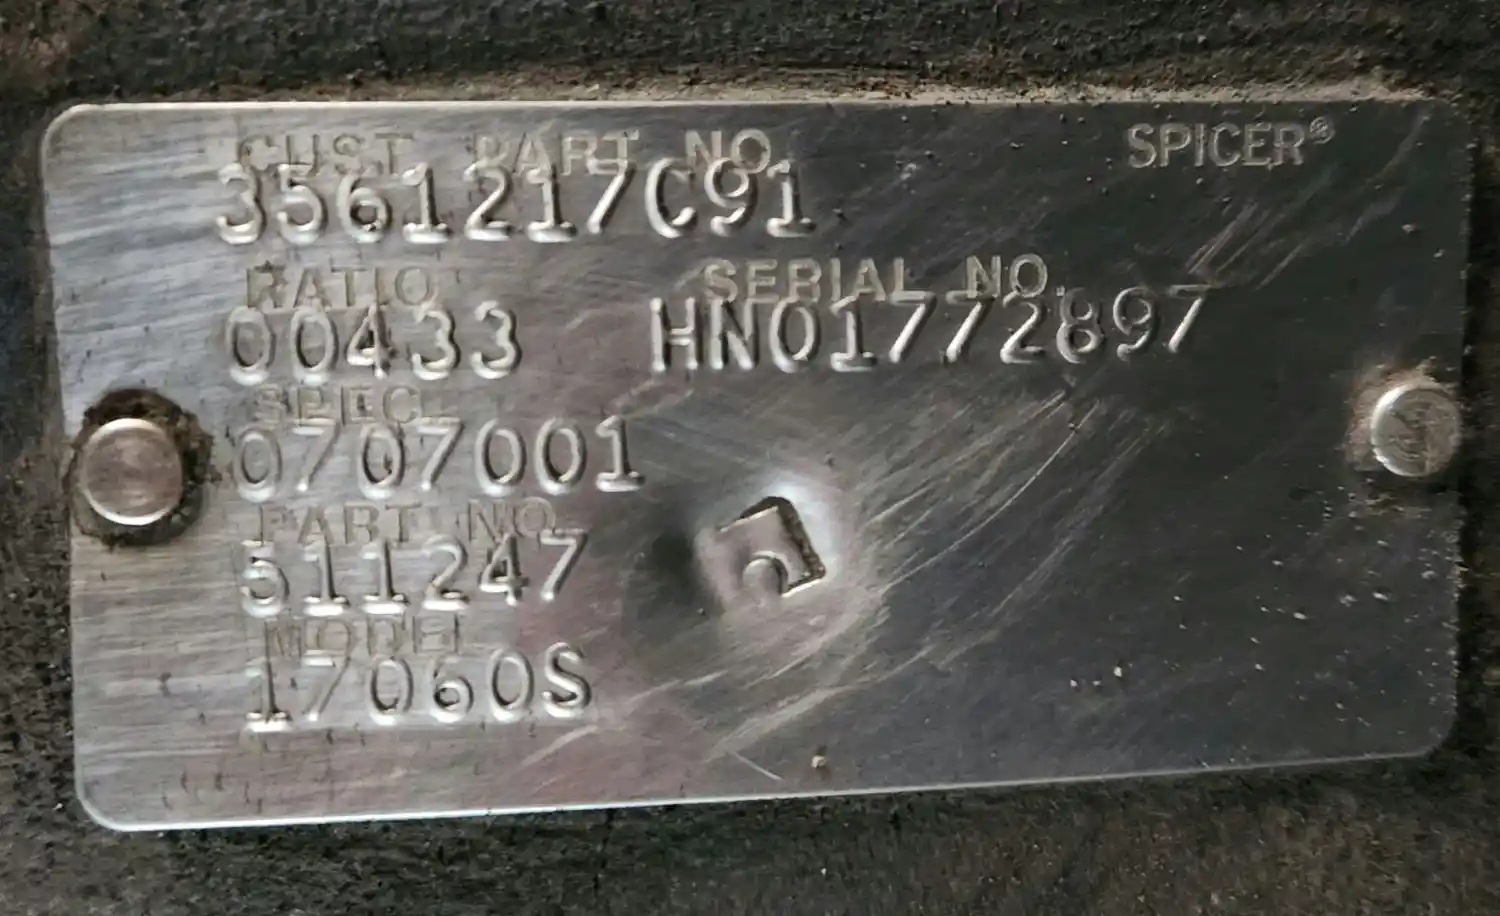 CUST. PART NO. SPICER®
3561217C91
RATIO SERIAL NO.
00433 HN01772897
SPEC.
0707001
PART NO.
511247
MODEL
17060S